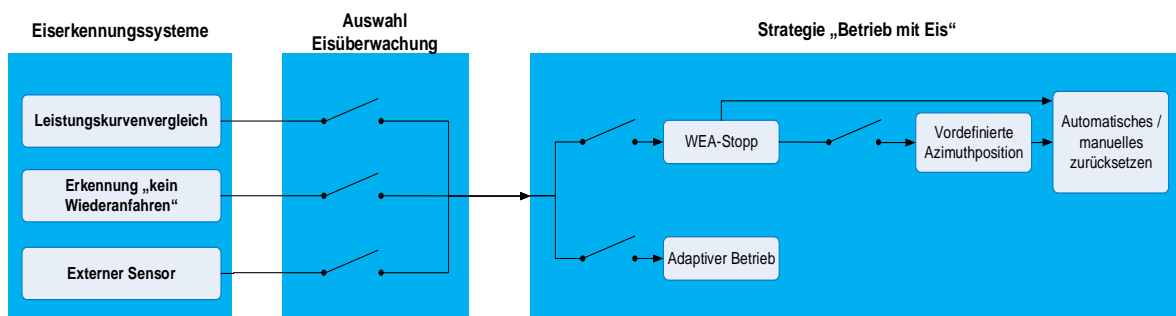 Eiserkennungssysteme
Auswahl
Eisüberwachung
Strategie „Betrieb mit Eis“
Leistungskurvenvergleich
Erkennung „kein
Wiederanfahren“
Externer Sensor
WEA-Stopp
Vordefinierte
Azimuthposition
Automatisches /
manuelles
zurücksetzen
Adaptiver Betrieb